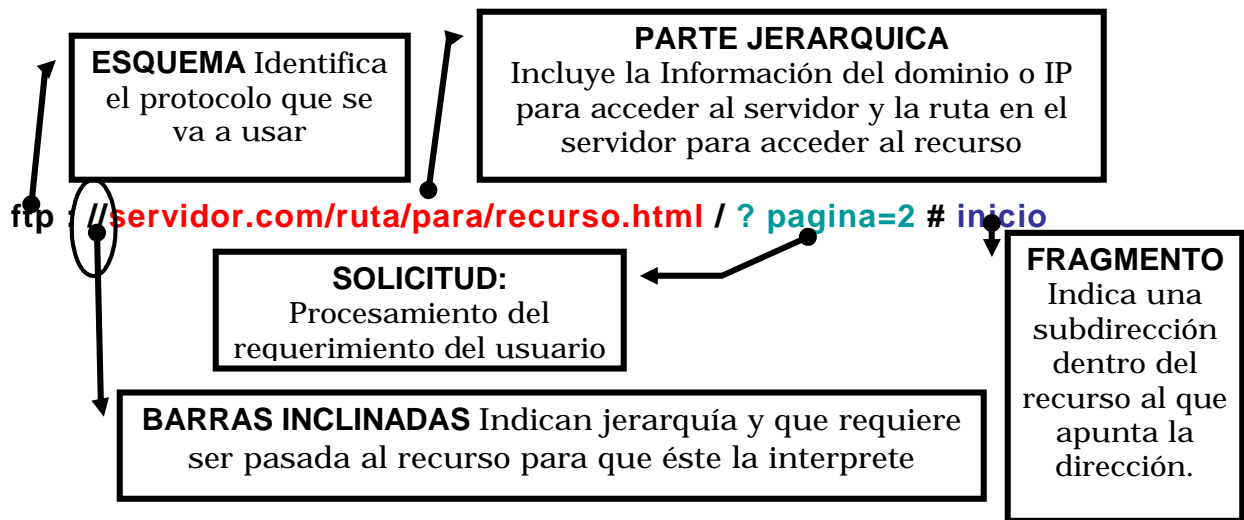 ESQUEMA Identifica
el protocolo que se
va a usar
PARTE JERARQUICA
Incluye la Información del dominio o IP
para acceder al servidor y la ruta en el
servidor para acceder al recurso
ftp : //servidor.com/ruta/para/recurso.html / ? pagina=2 # inicio
SOLICITUD:
Procesamiento del
requerimiento del usuario
FRAGMENTO
Indica una
subdirección
dentro del
recurso al que
apunta la
dirección.
BARRAS INCLINADAS Indican jerarquía y que requiere
ser pasada al recurso para que éste la interprete